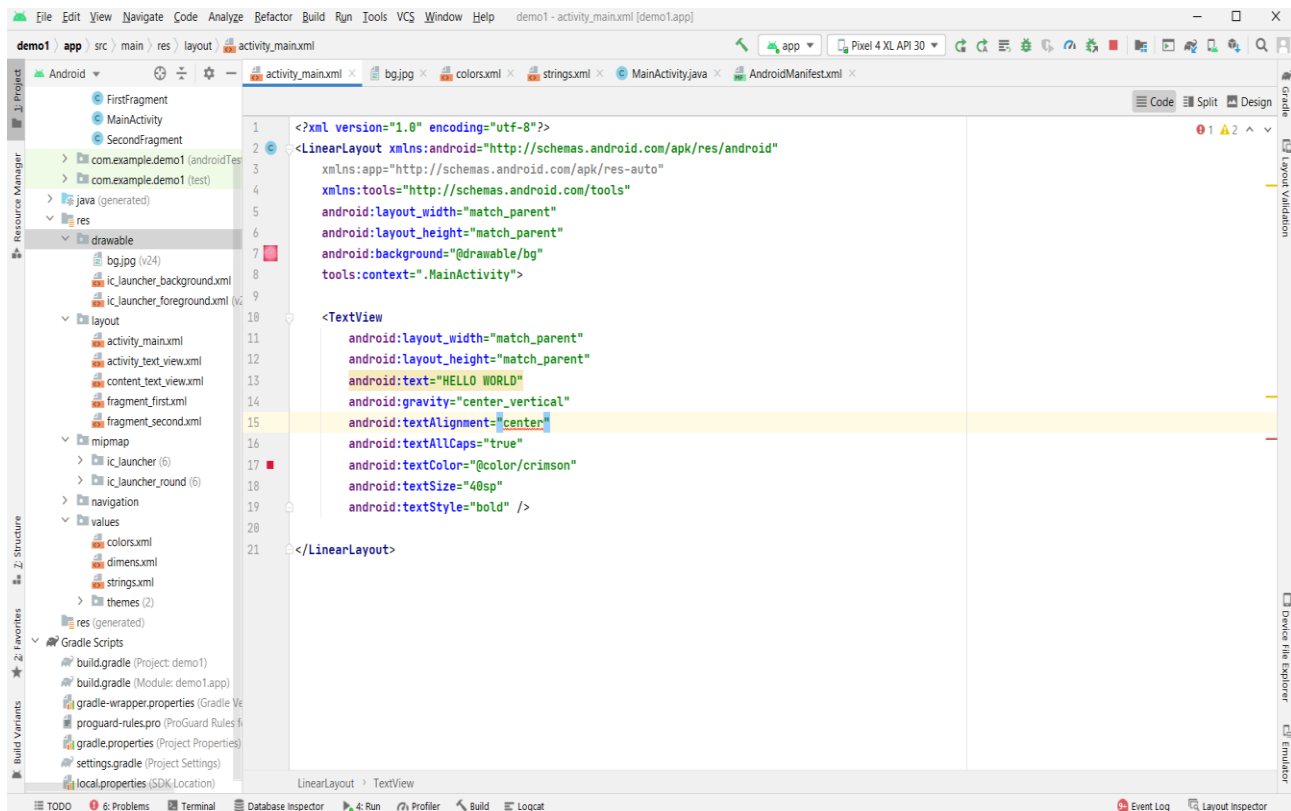 File Edit View Navigate Code Analyze Refactor Build Run Tools VCS Window Help demo1 - activity_main.xml [demo1.app]
demo1 app src main res layout activity_main.xml app Pixel 4 XL API 30
Android activity_main.xml bg.jpg colors.xml strings.xml MainActivity.java AndroidManifest.xml
Code Split Design
1: Project
Resource Manager
Z: Structure
2: Favorites
Build Variants
FirstFragment
MainActivity
SecondFragment
com.example.demo1 (androidTes
com.example.demo1 (test)
java (generated)
res
drawable
bg.jpg (v24)
ic_launcher_background.xml
ic_launcher_foreground.xml (v2
layout
activity_main.xml
activity_text_view.xml
content_text_view.xml
fragment_first.xml
fragment_second.xml
mipmap
ic_launcher (6)
ic_launcher_round (6)
navigation
values
colors.xml
dimens.xml
strings.xml
themes (2)
res (generated)
Gradle Scripts
build.gradle (Project: demo1)
build.gradle (Module: demo1.app)
gradle-wrapper.properties (Gradle Ve
proguard-rules.pro (ProGuard Rules f
gradle.properties (Project Properties)
settings.gradle (Project Settings)
local.properties (SDK Location)
1 <?xml version="1.0" encoding="utf-8"?>
2 <LinearLayout xmlns:android="http://schemas.android.com/apk/res/android"
3 xmlns:app="http://schemas.android.com/apk/res-auto"
4 xmlns:tools="http://schemas.android.com/tools"
5 android:layout_width="match_parent"
6 android:layout_height="match_parent"
7 android:background="@drawable/bg"
8 tools:context=".MainActivity">
9
10 <TextView
11 android:layout_width="match_parent"
12 android:layout_height="match_parent"
13 android:text="HELLO WORLD"
14 android:gravity="center_vertical"
15 android:textAlignment="center"
16 android:textAllCaps="true"
17 android:textColor="@color/crimson"
18 android:textSize="40sp"
19 android:textStyle="bold" />
20
21 </LinearLayout>
1 2
Gradle
Layout Validation
Device File Explorer
Emulator
LinearLayout TextView
TODO 6: Problems Terminal Database Inspector 4: Run Profiler Build Logcat Event Log Layout Inspector